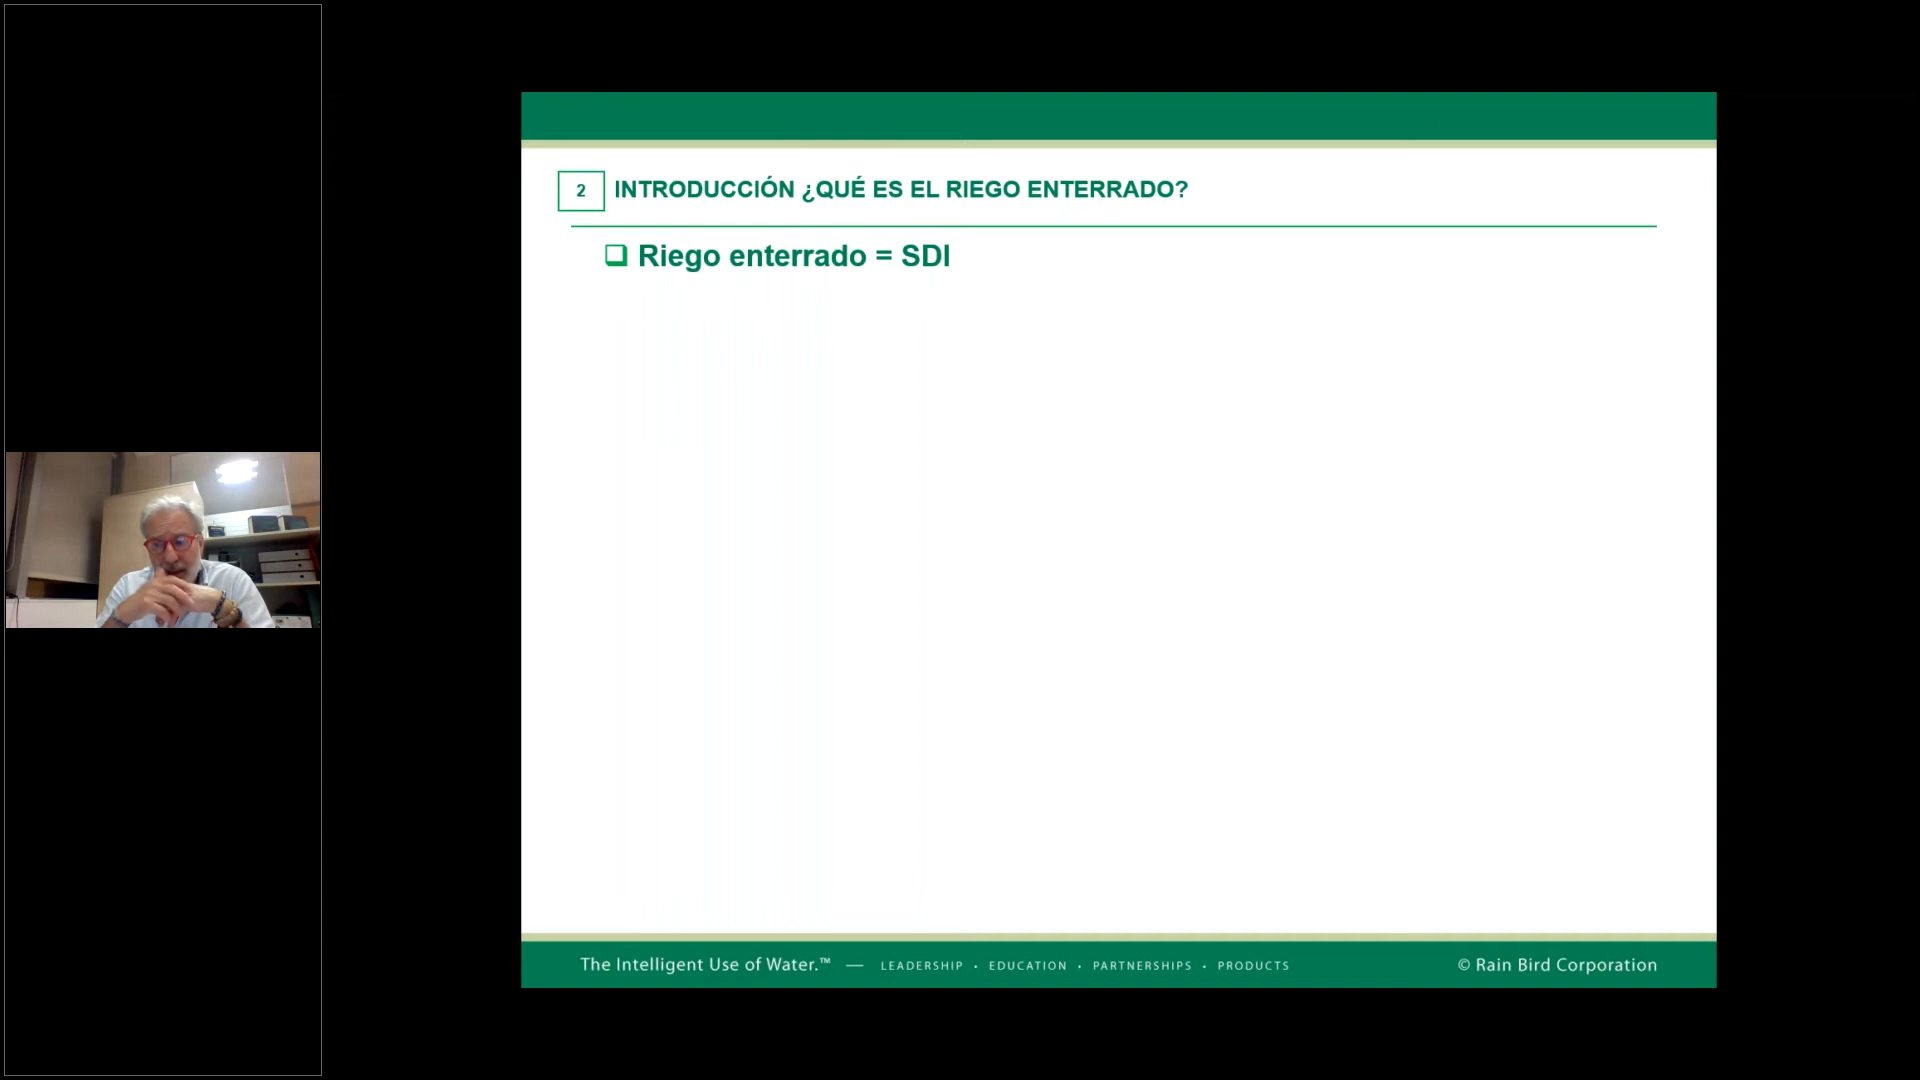 2
INTRODUCCIÓN ¿QUÉ ES EL RIEGO ENTERRADO?
Riego enterrado = SDI
The Intelligent Use of Water.™ — LEADERSHIP • EDUCATION • PARTNERSHIPS • PRODUCTS
© Rain Bird Corporation